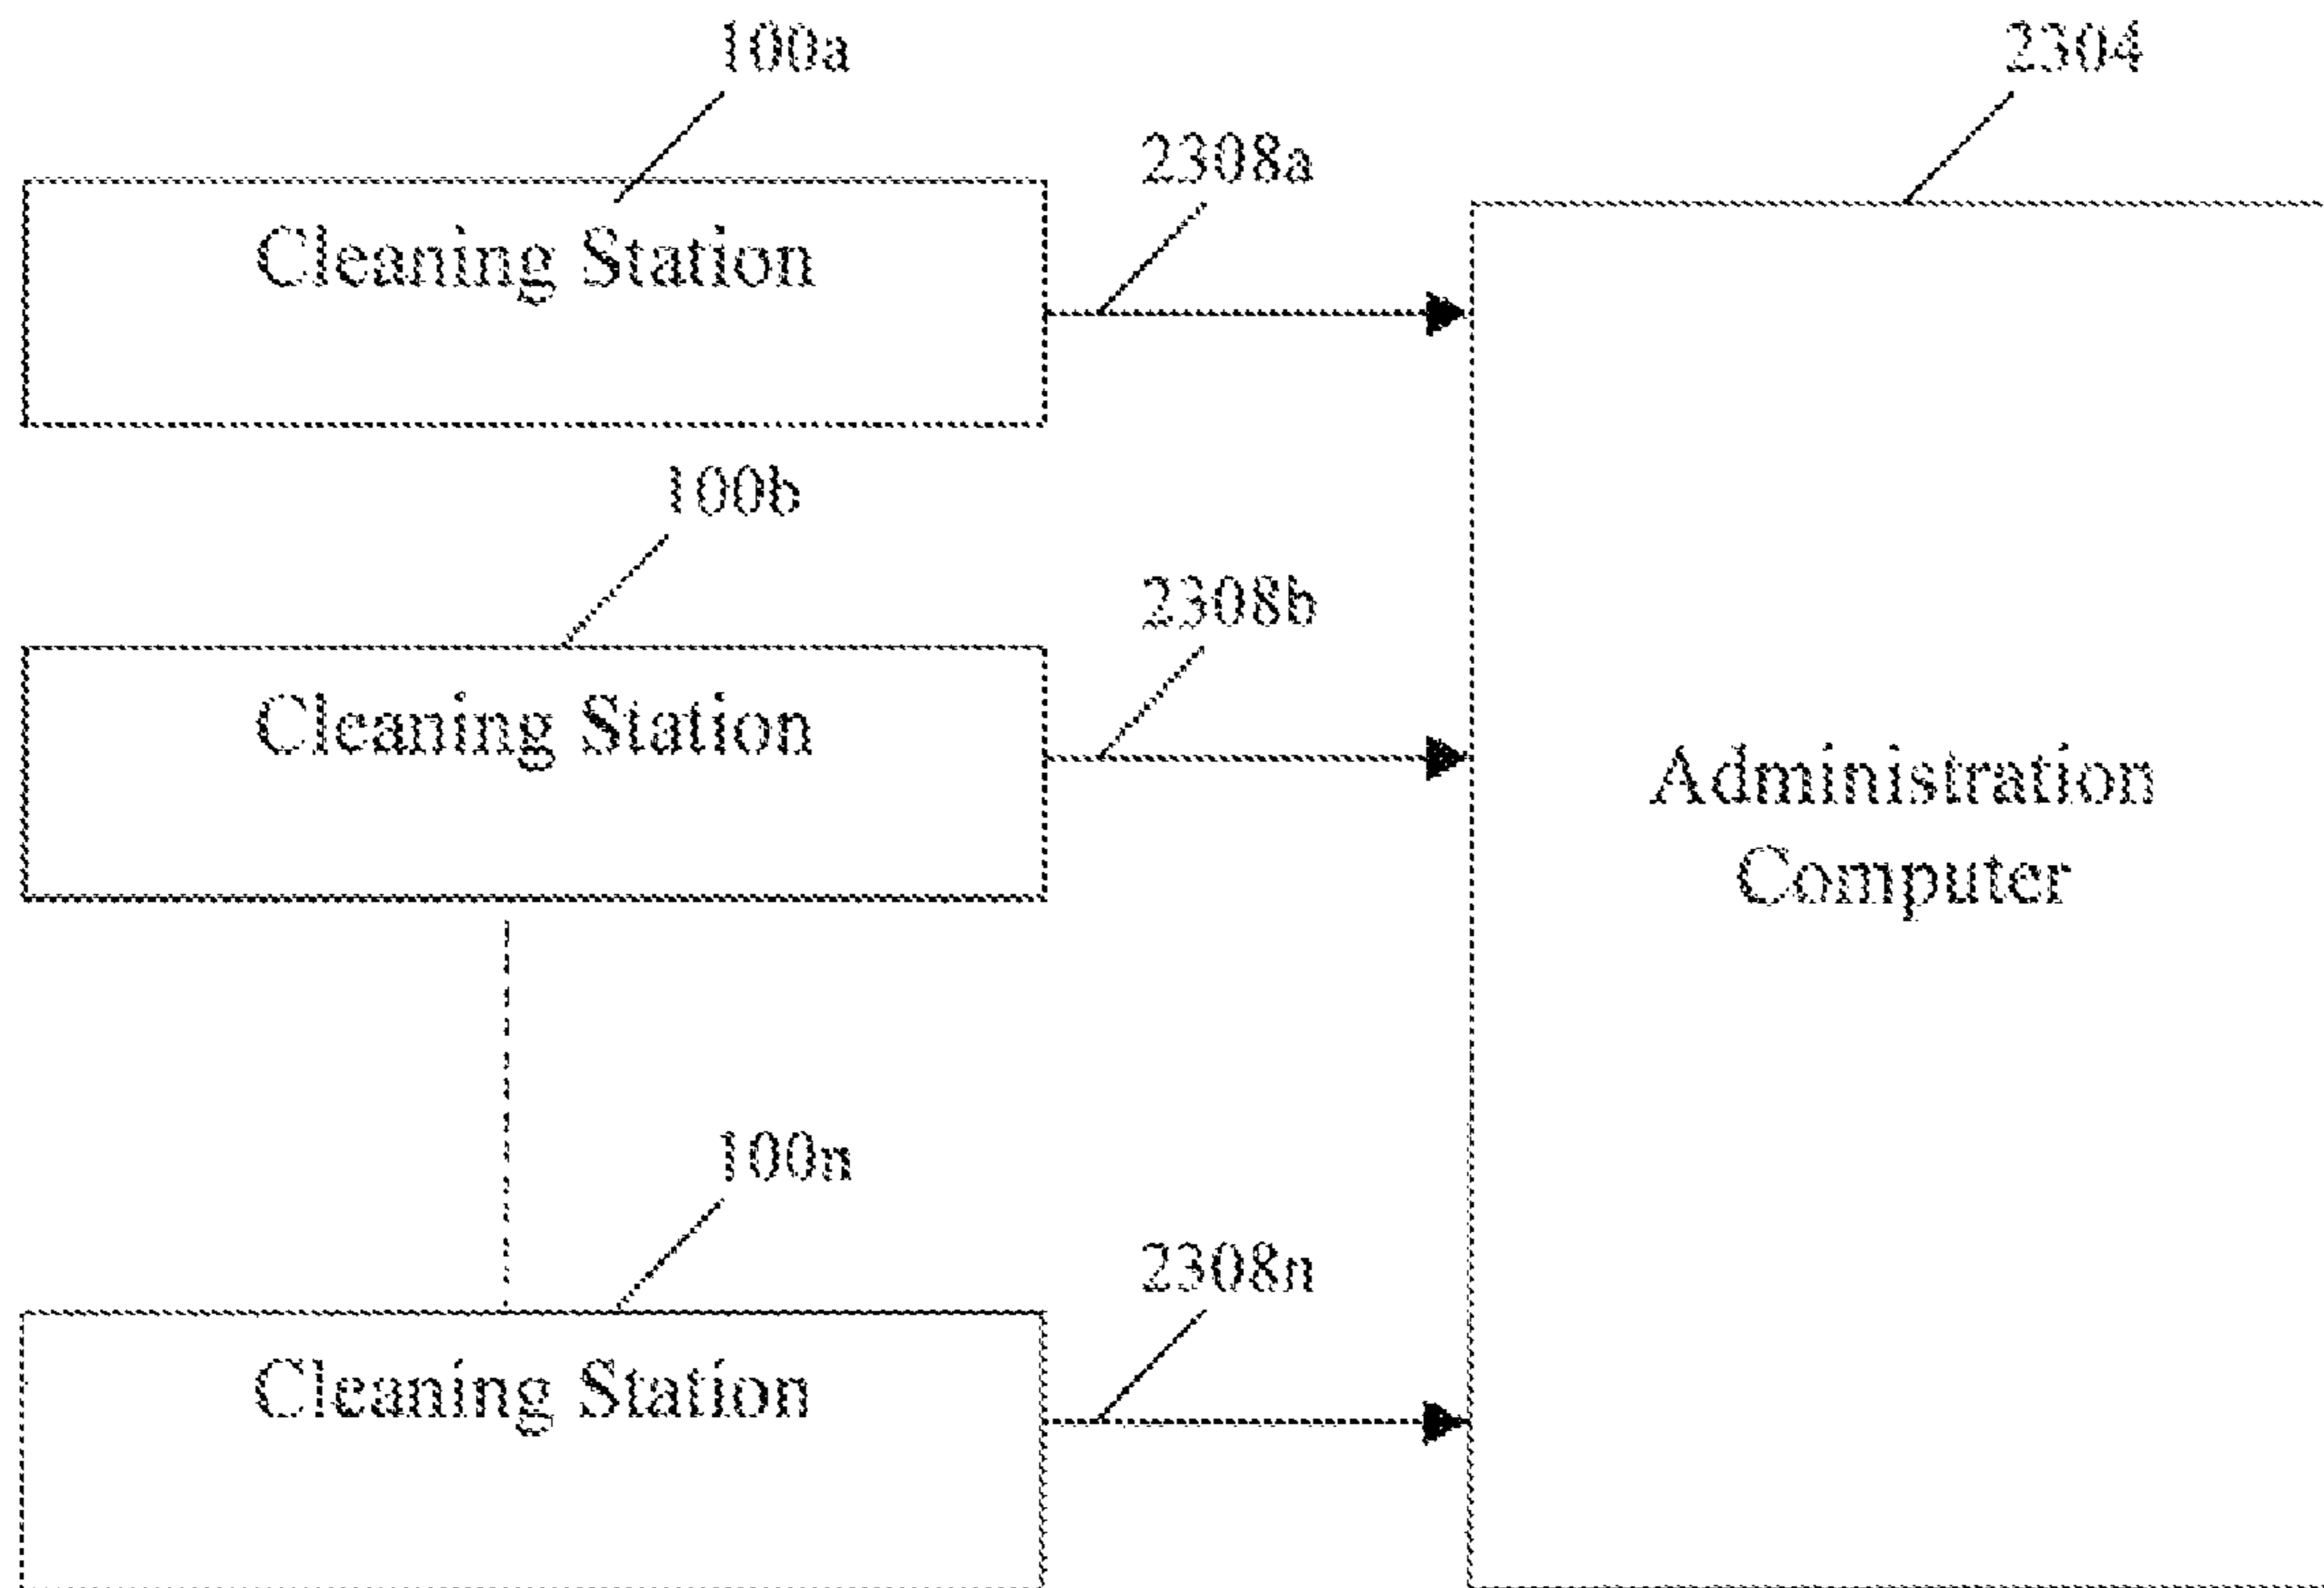 100a
2304
2308a
Cleaning Station
100b
2308b
Cleaning Station
Administration
Computer
100n
2308n
Cleaning Station